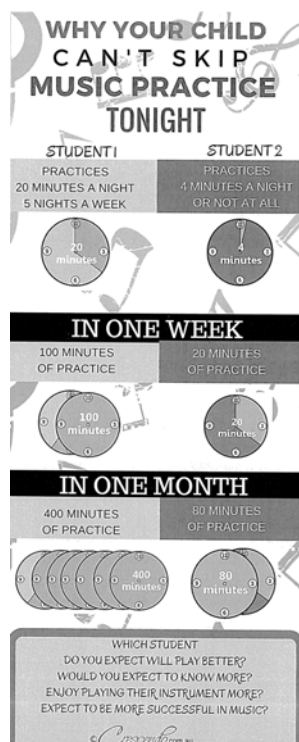 WHY YOUR CHILD
CAN'T SKIP
MUSIC PRACTICE
TONIGHT
STUDENT 1
PRACTICES
20 MINUTES A NIGHT
5 NIGHTS A WEEK
20
minutes
STUDENT 2
PRACTICES
4 MINUTES A NIGHT
OR NOT AT ALL
4
minutes
IN ONE WEEK
100 MINUTES
OF PRACTICE
100
minutes
20 MINUTES
OF PRACTICE
20
minutes
IN ONE MONTH
400 MINUTES
OF PRACTICE
400
minutes
80 MINUTES
OF PRACTICE
80
minutes
WHICH STUDENT
DO YOU EXPECT WILL PLAY BETTER?
WOULD YOU EXPECT TO KNOW MORE?
ENJOY PLAYING THEIR INSTRUMENT MORE?
EXPECT TO BE MORE SUCCESSFUL IN MUSIC?
© Crescendo.com.au